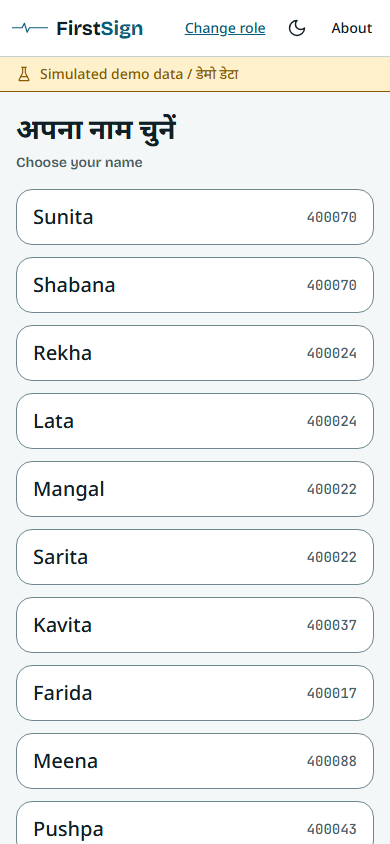 FirstSign Change role About
Simulated demo data / डेमो डेटा
अपना नाम चुनें
Choose your name
Sunita 400070
Shabana 400070
Rekha 400024
Lata 400024
Mangal 400022
Sarita 400022
Kavita 400037
Farida 400017
Meena 400088
Pushpa 400043